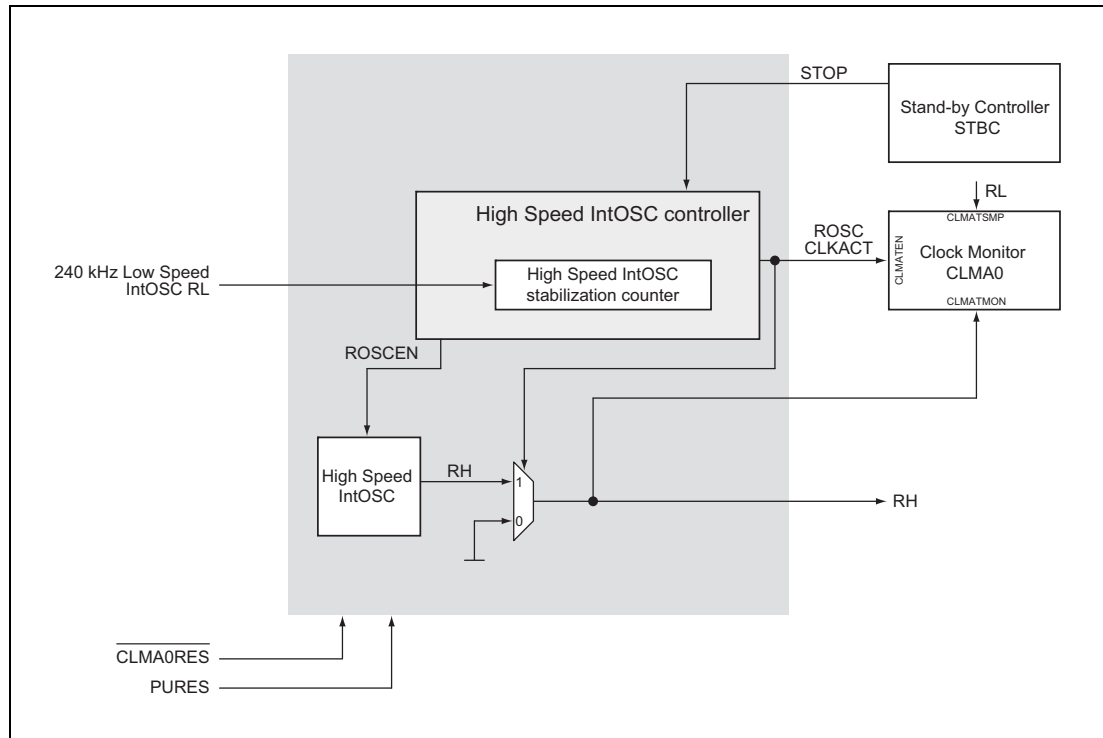 STOP
Stand-by Controller
STBC
RL
CLMATSMP
High Speed IntOSC controller
ROSC
CLKACT
CLMATEN
Clock Monitor
CLMA0
CLMATMON
240 kHz Low Speed
IntOSC RL
High Speed IntOSC
stabilization counter
ROSCEN
High Speed
IntOSC
RH
1
0
RH
CLMA0RES
PURES